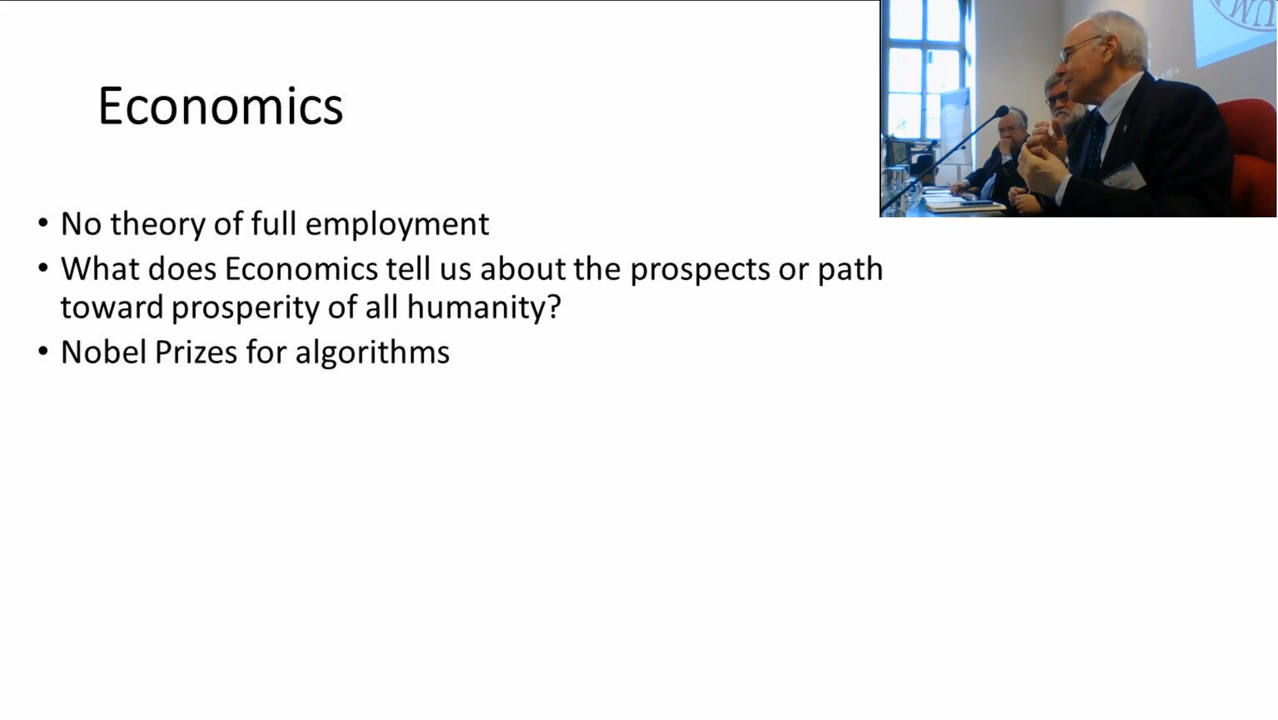 Economics
• No theory of full employment
• What does Economics tell us about the prospects or path
toward prosperity of all humanity?
• Nobel Prizes for algorithms